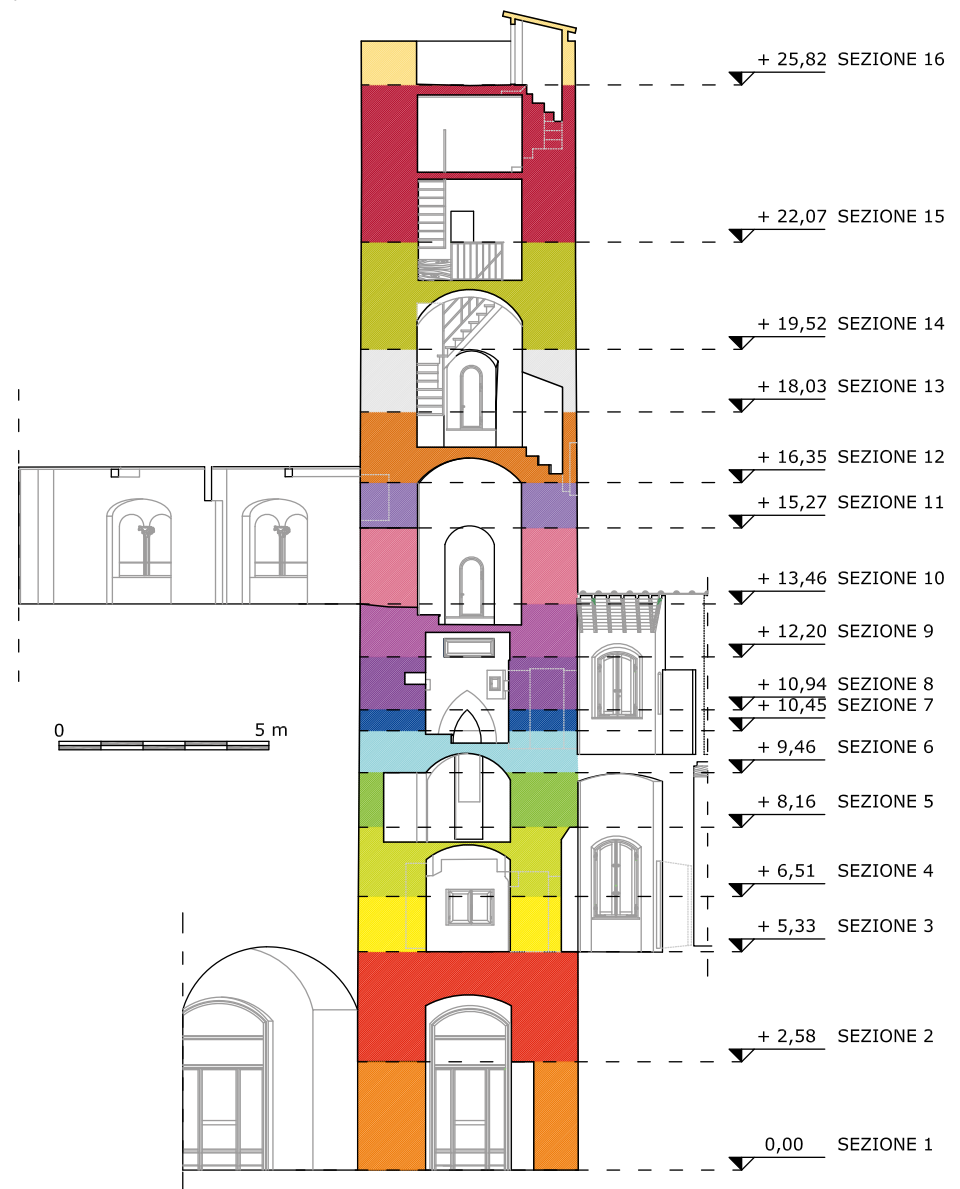 + 25,82 SEZIONE 16
+ 22,07 SEZIONE 15
+ 19,52 SEZIONE 14
+ 18,03 SEZIONE 13
+ 16,35 SEZIONE 12
+ 15,27 SEZIONE 11
+ 13,46 SEZIONE 10
+ 12,20 SEZIONE 9
+ 10,94 SEZIONE 8
+ 10,45 SEZIONE 7
0 5 m
+ 9,46 SEZIONE 6
+ 8,16 SEZIONE 5
+ 6,51 SEZIONE 4
+ 5,33 SEZIONE 3
+ 2,58 SEZIONE 2
0,00 SEZIONE 1